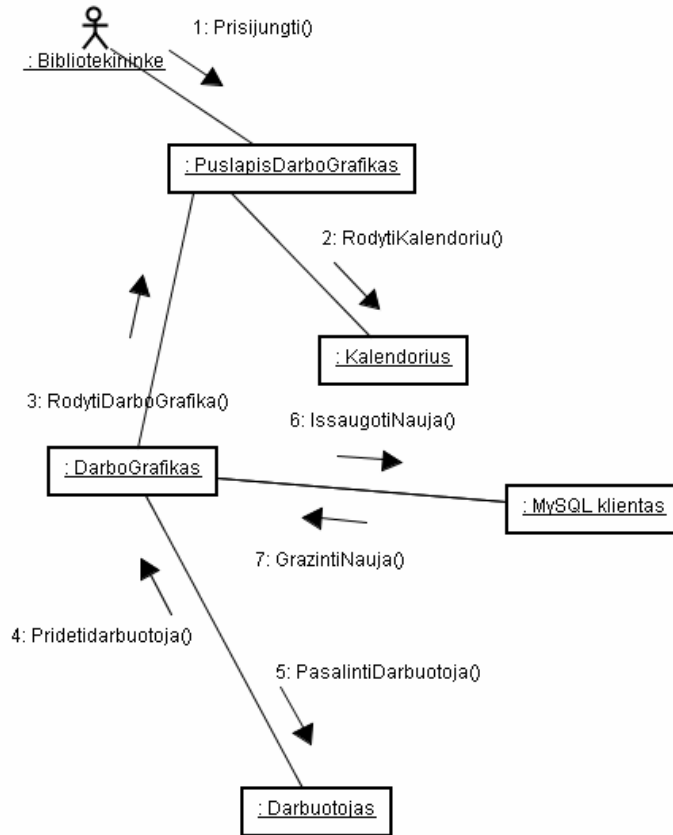 1: Prisijungti()
: Bibliotekininke
: PuslapisDarboGrafikas
2: RodytiKalendoriu()
: Kalendorius
3: RodytiDarboGrafika()
6: IssaugotiNauja()
: DarboGrafikas
: MySQL klientas
7: GrazintiNauja()
4: Pridetidarbuotoja()
5: PasalintiDarbuotoja()
: Darbuotojas